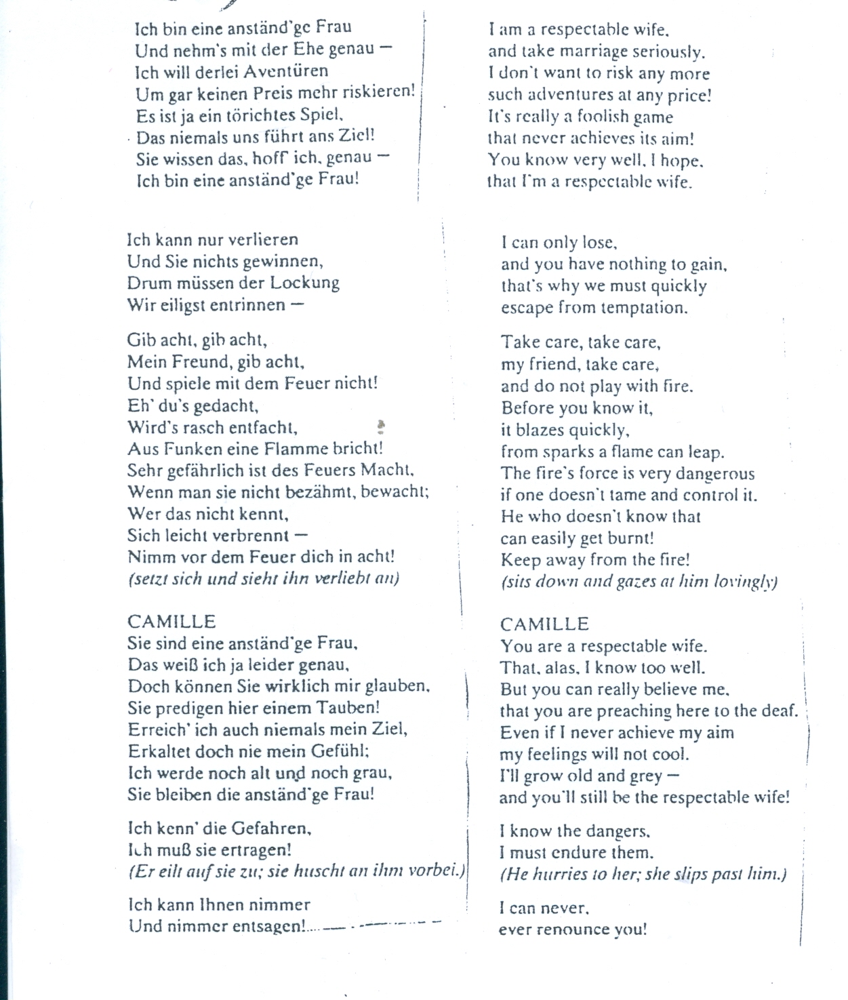 Ich bin eine anständ'ge Frau
Und nehm's mit der Ehe genau —
Ich will derlei Aventüren
Um gar keinen Preis mehr riskieren!
Es ist ja ein törichtes Spiel,
Das niemals uns führt ans Ziel!
Sie wissen das, hoff' ich, genau —
Ich bin eine anständ'ge Frau!
Ich kann nur verlieren
Und Sie nichts gewinnen,
Drum müssen der Lockung
Wir eiligst entrinnen —
Gib acht, gib acht,
Mein Freund, gib acht,
Und spiele mit dem Feuer nicht!
Eh' du's gedacht,
Wird's rasch entfacht,
Aus Funken eine Flamme bricht!
Sehr gefährlich ist des Feuers Macht,
Wenn man sie nicht bezähmt, bewacht;
Wer das nicht kennt,
Sich leicht verbrennt —
Nimm vor dem Feuer dich in acht!
(setzt sich und sieht ihn verliebt an)
CAMILLE
Sie sind eine anständ'ge Frau,
Das weiß ich ja leider genau,
Doch können Sie wirklich mir glauben,
Sie predigen hier einem Tauben!
Erreich' ich auch niemals mein Ziel,
Erkaltet doch nie mein Gefühl;
Ich werde noch alt und noch grau,
Sie bleiben die anständ'ge Frau!
Ich kenn' die Gefahren,
Ich muß sie ertragen!
(Er eilt auf sie zu; sie huscht an ihm vorbei.)
Ich kann Ihnen nimmer
Und nimmer entsagen!
I am a respectable wife,
and take marriage seriously.
I don't want to risk any more
such adventures at any price!
It's really a foolish game
that never achieves its aim!
You know very well, I hope,
that I'm a respectable wife.
I can only lose,
and you have nothing to gain,
that's why we must quickly
escape from temptation.
Take care, take care,
my friend, take care,
and do not play with fire.
Before you know it,
it blazes quickly,
from sparks a flame can leap.
The fire's force is very dangerous
if one doesn't tame and control it.
He who doesn't know that
can easily get burnt!
Keep away from the fire!
(sits down and gazes at him lovingly)
CAMILLE
You are a respectable wife.
That, alas, I know too well.
But you can really believe me,
that you are preaching here to the deaf.
Even if I never achieve my aim
my feelings will not cool.
I'll grow old and grey —
and you'll still be the respectable wife!
I know the dangers,
I must endure them.
(He hurries to her; she slips past him.)
I can never,
ever renounce you!